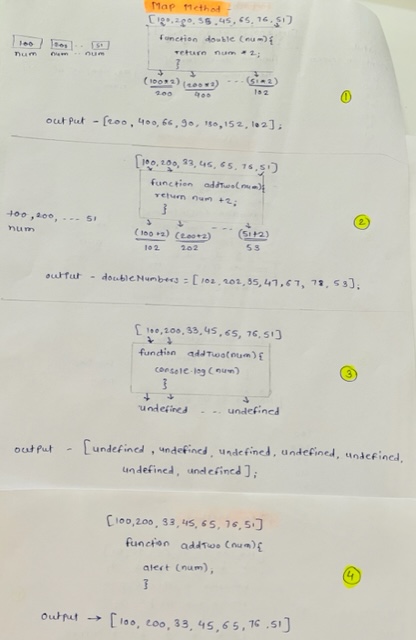 Map Method -
[100,200, 33, 45, 65, 76, 51]
100 200 .. 51
num num num
function double (num){
return num * 2;
}
(100*2) (200*2) ... (51*2)
200 400 102
1
output - [200, 400, 66, 90, 130, 152, 102];
[100, 200, 33, 45, 65, 76, 51]
function addTwo(num){
return num +2;
}
100, 200, ... 51
num
2
(100+2) (200+2) ... (51+2)
102 202 53
output - doubleNumbers = [102, 202, 35, 47, 67, 78, 53];
[100, 200, 33, 45, 65, 76, 51]
function addTwo(num){
console.log(num)
}
3
undefined ... undefined
output - [undefined, undefined, undefined, undefined, undefined,
undefined, undefined];
[100, 200, 33, 45, 65, 76, 51]
function addTwo (num){
alert (num),
}
4
output → [100, 200, 33, 45, 65, 76, 51]